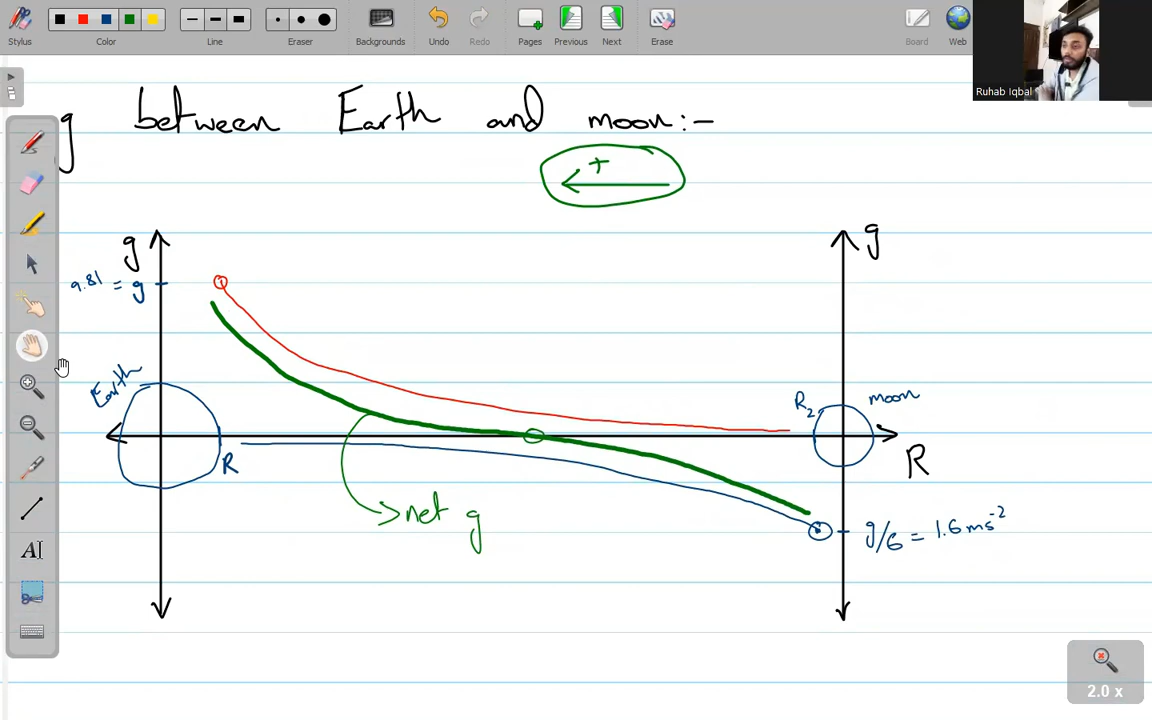 Stylus Color Line Eraser Backgrounds Undo Redo Pages Previous Next Erase Board Web
Ruhab Iqbal
g between Earth and moon:-
+
g
g
9.81 = g
Earth
R₂
moon
R
R
net g
g/6 = 1.6 ms⁻²
AI
2.0 x